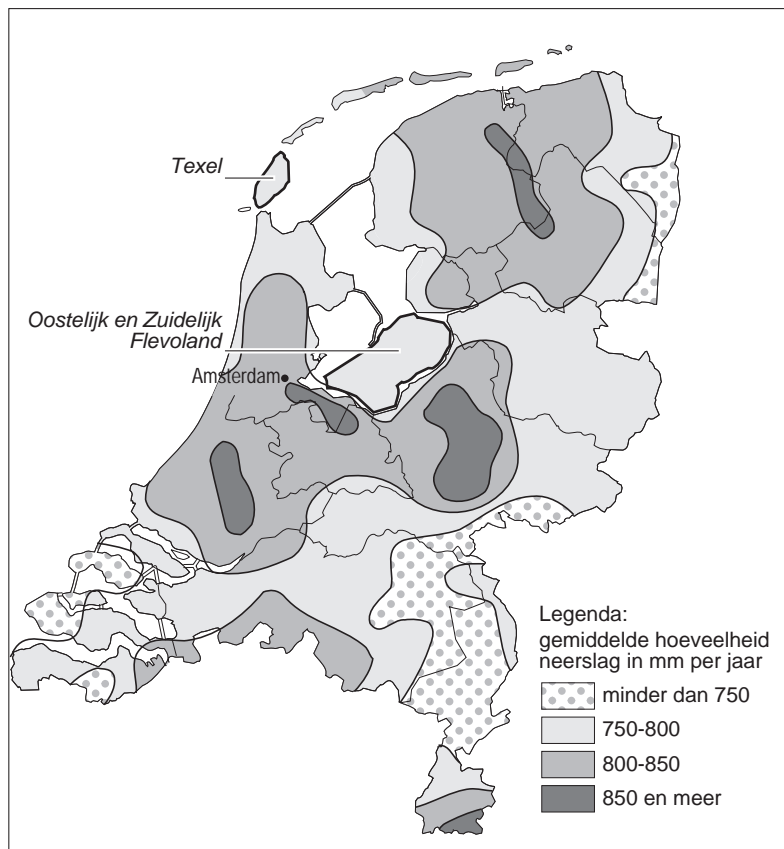 Texel
Oostelijk en Zuidelijk
Flevoland
Amsterdam
Legenda:
gemiddelde hoeveelheid
neerslag in mm per jaar
minder dan 750
750-800
800-850
850 en meer